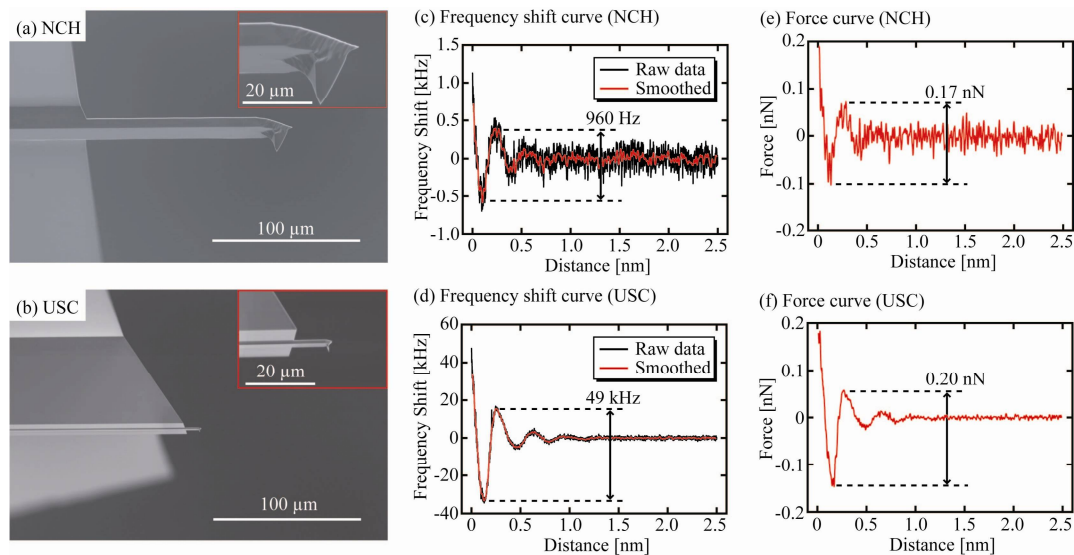 (a) NCH
20 µm
100 µm
(b) USC
20 µm
100 µm
(c) Frequency shift curve (NCH)
Frequency Shift [kHz]
1.5
1.0
0.5
0
-0.5
-1.0
Raw data
Smoothed
960 Hz
0 0.5 1.0 1.5 2.0 2.5
Distance [nm]
(d) Frequency shift curve (USC)
Frequency Shift [kHz]
60
40
20
0
-20
-40
Raw data
Smoothed
49 kHz
0 0.5 1.0 1.5 2.0 2.5
Distance [nm]
(e) Force curve (NCH)
Force [nN]
0.2
0.1
0
-0.1
-0.2
0.17 nN
0 0.5 1.0 1.5 2.0 2.5
Distance [nm]
(f) Force curve (USC)
Force [nN]
0.2
0.1
0
-0.1
-0.2
0.20 nN
0 0.5 1.0 1.5 2.0 2.5
Distance [nm]